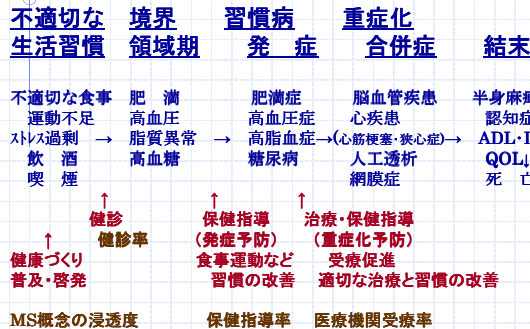 不適切な 境界 習慣病 重症化
生活習慣 領域期 発 症 合併症 結末
不適切な食事 肥 満 肥満症 脳血管疾患 半身麻痺
運動不足 高血圧 高血圧症 心疾患 認知症
ストレス過剰 → 脂質異常 → 高脂血症→(心筋梗塞・狭心症)→ ADL・
飲 酒 高血糖 糖尿病 人工透析 QOL↓
喫 煙 網膜症 死 亡
↑ ↑ ↑
健診 保健指導 治療・保健指導
↑ 健診率 (発症予防) (重症化予防)
健康づくり 食事運動など 受療促進
普及・啓発 習慣の改善 適切な治療と習慣の改善
MS概念の浸透度 保健指導率 医療機関受療率